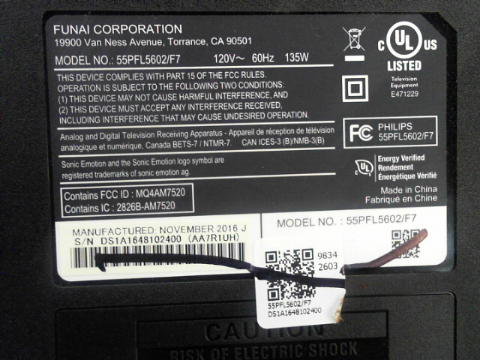 FUNAI CORPORATION
19900 Van Ness Avenue, Torrance, CA 90501
MODEL NO.: 55PFL5602/F7 120V~ 60Hz 135W
THIS DEVICE COMPLIES WITH PART 15 OF THE FCC RULES.
OPERATION IS SUBJECT TO THE FOLLOWING TWO CONDITIONS:
(1) THIS DEVICE MAY NOT CAUSE HARMFUL INTERFERENCE, AND
(2) THIS DEVICE MUST ACCEPT ANY INTERFERENCE RECEIVED,
INCLUDING INTERFERENCE THAT MAY CAUSE UNDESIRED OPERATION.
Analog and Digital Television Receiving Apparatus - Appareil de réception de télévision
analogique et numérique, Canada BETS-7 / NTMR-7. CAN ICES-3 (B)/NMB-3(B)
Sonic Emotion and the Sonic Emotion logo symbol are
registered trademarks of sonic emotion ag.
Contains FCC ID : MQ4AM7520
Contains IC : 2826B-AM7520
C UL US
LISTED
Television
Equipment
E471229
FC PHILIPS
55PFL5602/F7
UL Energy Verified
Rendement
Énergétique Vérifié
Made in China
Fabriqué en China
MANUFACTURED: NOVEMBER 2016 J
S/N DS1A1648102400 (AA7R1UH)
MODEL NO. : 55PFL5602/F7
9834
2603
55PFL5602/F7
DS1A1648102400
CAUTION
RISK OF ELECTRIC SHOCK